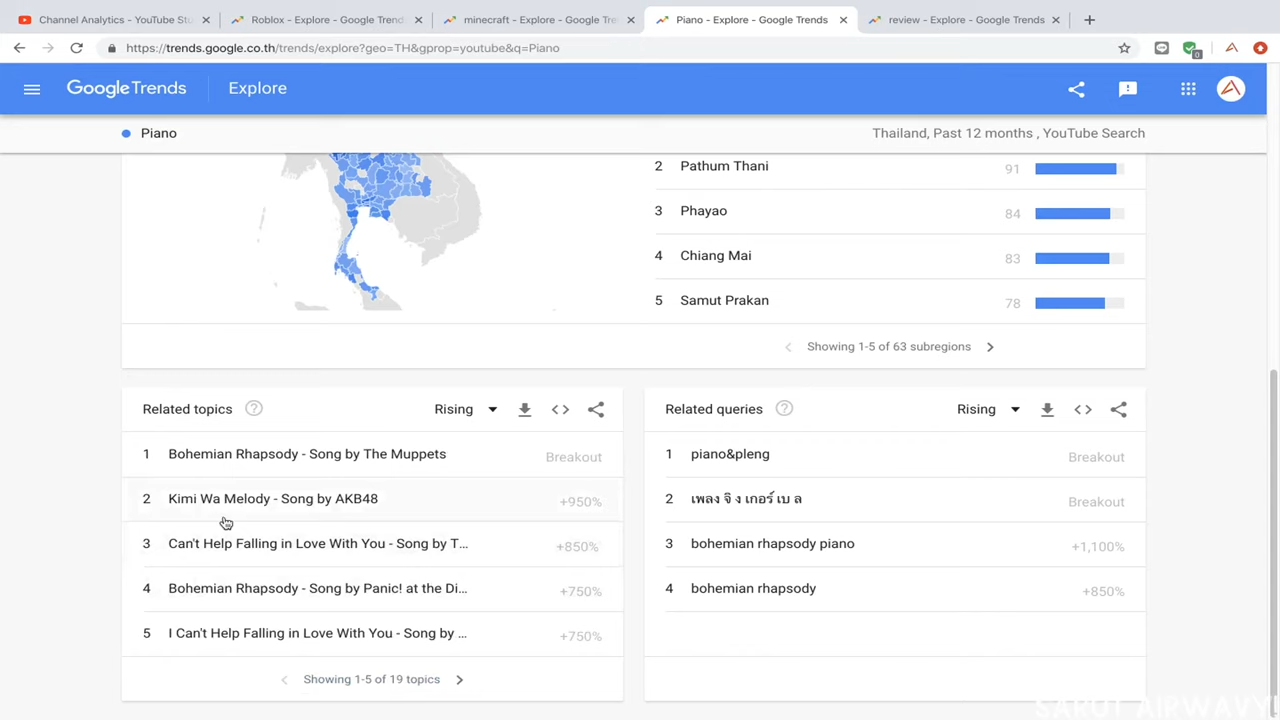 Channel Analytics - YouTube Stu
Roblox - Explore - Google Trends
minecraft - Explore - Google Tre
Piano - Explore - Google Trends
review - Explore - Google Trends
https://trends.google.co.th/trends/explore?geo=TH&gprop=youtube&q=Piano
0
Google Trends
Explore
Piano
Thailand, Past 12 months , YouTube Search
2 Pathum Thani 91
3 Phayao 84
4 Chiang Mai 83
5 Samut Prakan 78
Showing 1-5 of 63 subregions
Related topics ? Rising
1 Bohemian Rhapsody - Song by The Muppets Breakout
2 Kimi Wa Melody - Song by AKB48 +950%
3 Can't Help Falling in Love With You - Song by T... +850%
4 Bohemian Rhapsody - Song by Panic! at the Di... +750%
5 I Can't Help Falling in Love With You - Song by ... +750%
Showing 1-5 of 19 topics
Related queries ? Rising
1 piano&pleng Breakout
2 เพลง จิ ง เกอร์ เบ ล Breakout
3 bohemian rhapsody piano +1,100%
4 bohemian rhapsody +850%
SARUT AIRWAVY!